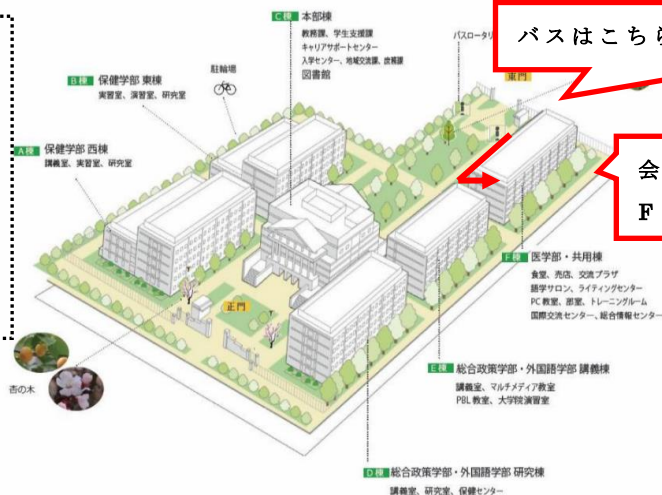 C棟 本部棟
教務課、学生支援課
キャリアサポートセンター
入学センター、地域交流課、庶務課
図書館
バスロータリ
バスはこちら
東門
駐輪場
B棟 保健学部 東棟
実習室、演習室、研究室
A棟 保健学部 西棟
講義室、実習室、研究室
会
F
F棟 医学部・共用棟
食堂、売店、交流プラザ
語学サロン、ライティングセンター
PC教室、部室、トレーニングルーム
国際交流センター、総合情報センター
正門
杏の木
E棟 総合政策学部・外国語学部 講義棟
講義室、マルチメディア教室
PBL教室、大学院演習室
D棟 総合政策学部・外国語学部 研究棟
講義室、研究室、保健センター